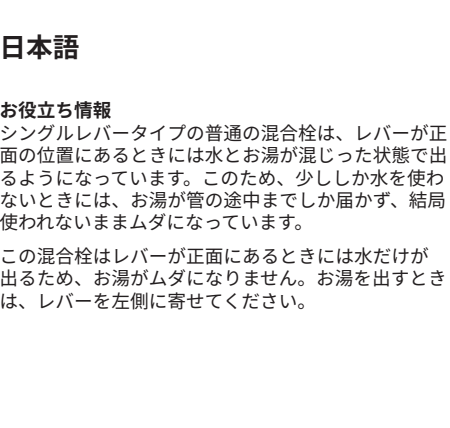 日本語
お役立ち情報
シングルレバータイプの普通の混合栓は、レバーが正
面の位置にあるときには水とお湯が混じった状態で出
るようになっています。このため、少ししか水を使わ
ないときには、お湯が管の途中までしか届かず、結局
使われないままムダになっています。
この混合栓はレバーが正面にあるときには水だけが
出るため、お湯がムダになりません。お湯を出すとき
は、レバーを左側に寄せてください。